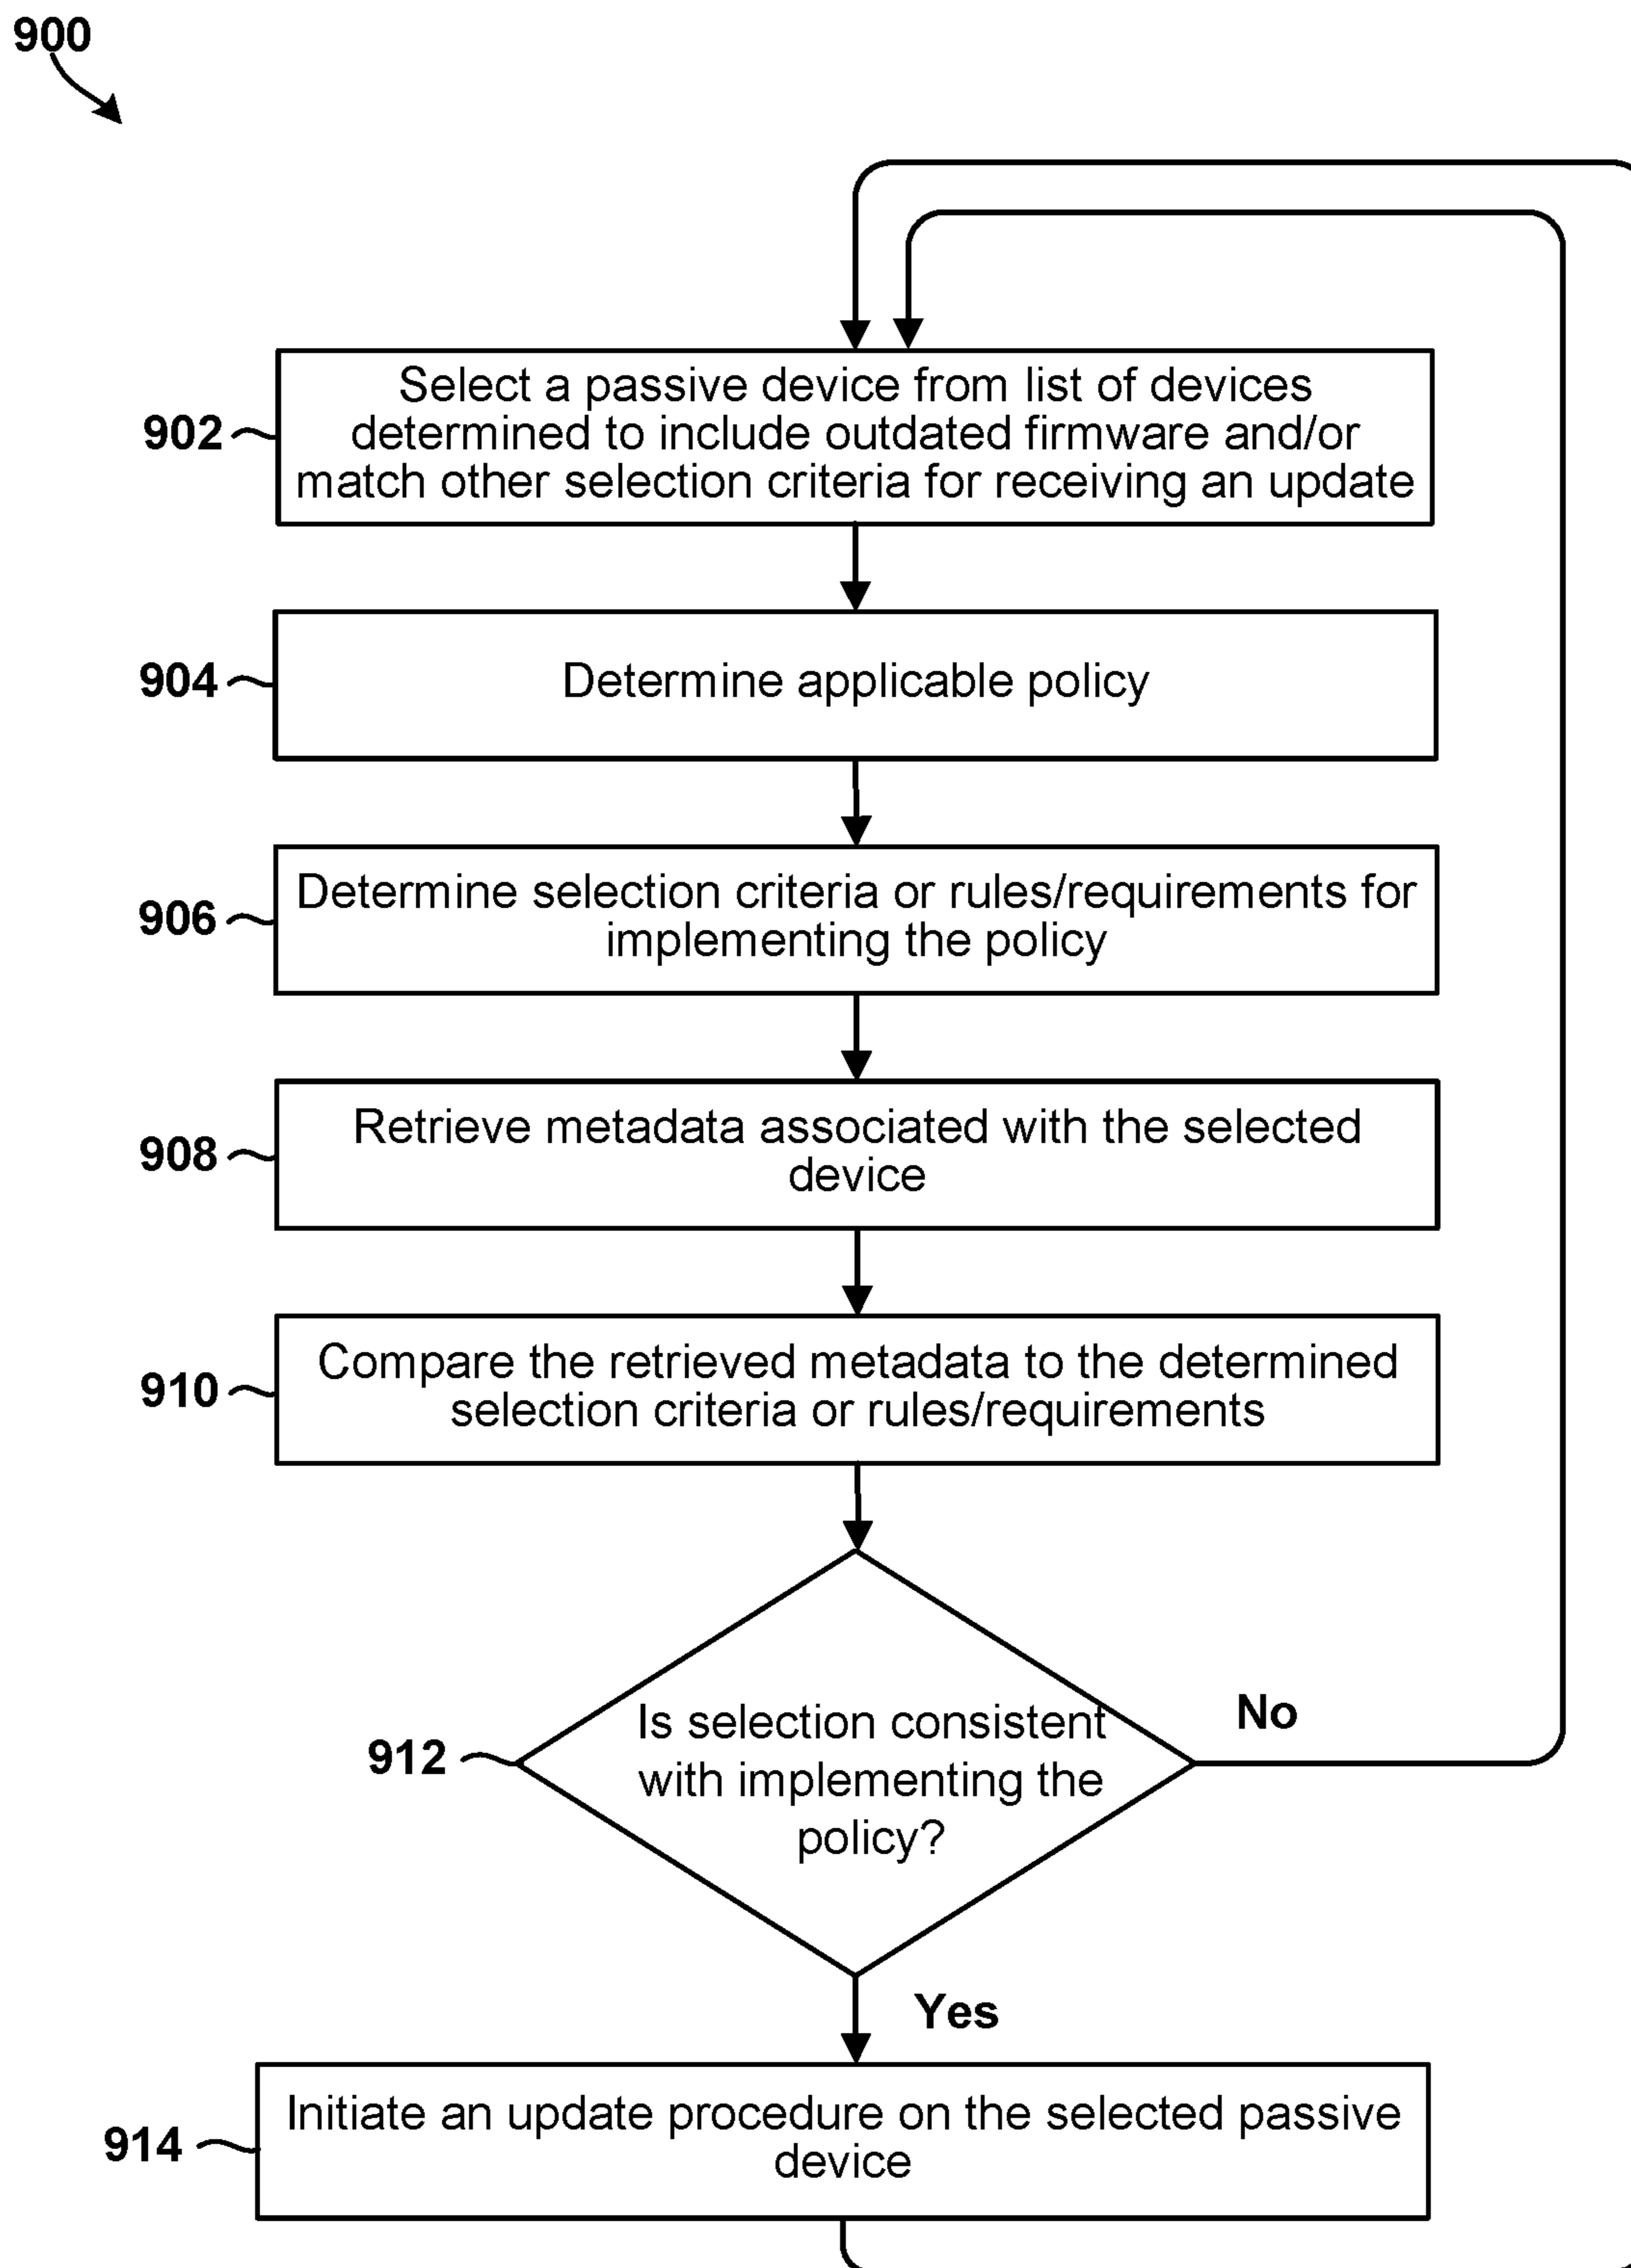 900
902
Select a passive device from list of devices
determined to include outdated firmware and/or
match other selection criteria for receiving an update
904
Determine applicable policy
906
Determine selection criteria or rules/requirements for
implementing the policy
908
Retrieve metadata associated with the selected
device
910
Compare the retrieved metadata to the determined
selection criteria or rules/requirements
912
Is selection consistent
with implementing the
policy?
No
Yes
914
Initiate an update procedure on the selected passive
device